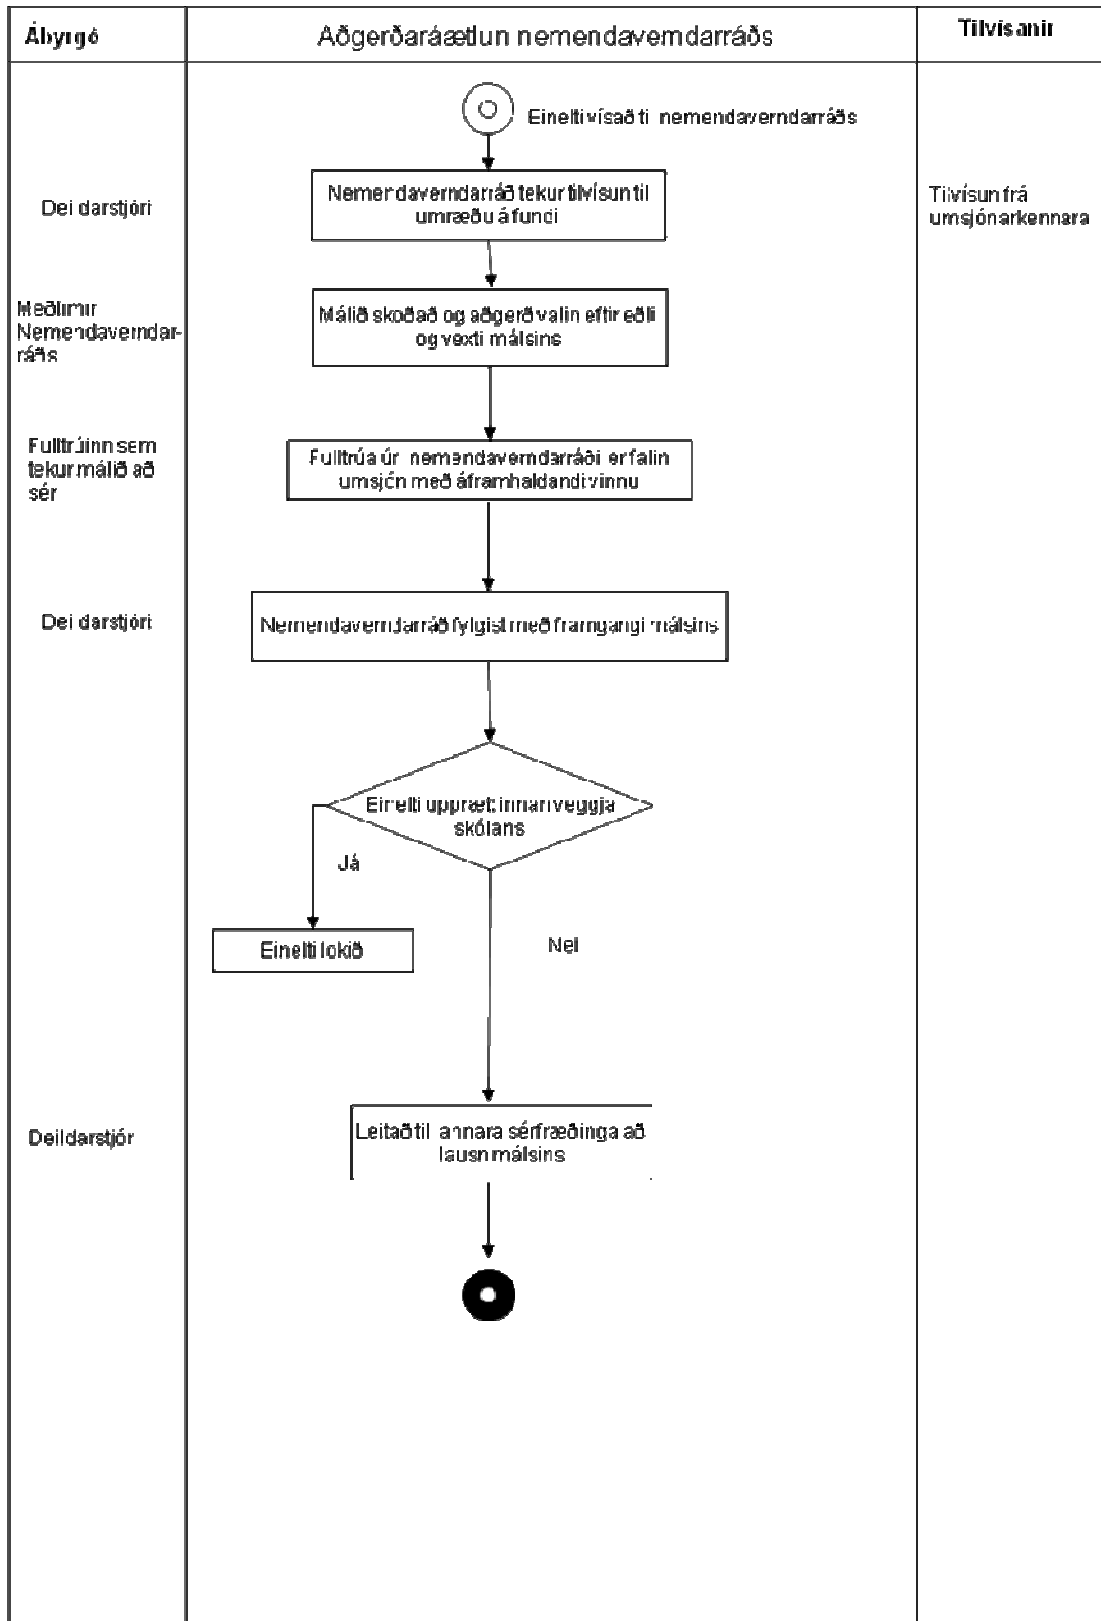 Ábyrgð
Aðgerðaráætlun nemendaverndarráðs
Tilvísanir
Einelti vísað til nemendaverndarráðs
Deildarstjóri
Nemendaverndarráð tekur tilvísun til
umræðu á fundi
Tilvísun frá
umsjónarkennara
Meðlimir
Nemendaverndar-
ráðs
Málið skoðað og aðgerð valin eftir eðli
og vexti málsins
Fulltrúinn sem
tekur málið að
sér
Fulltrúa úr nemendaverndarráði er falin
umsjón með áframhaldandi vinnu
Deildarstjóri
Nemendaverndarráð fylgist með framgangi málsins
Einelti upprætt innan veggja
skólans
Já
Einelti lokið
Nei
Deildarstjór
Leitað til annara sérfræðinga að
lausn málsins